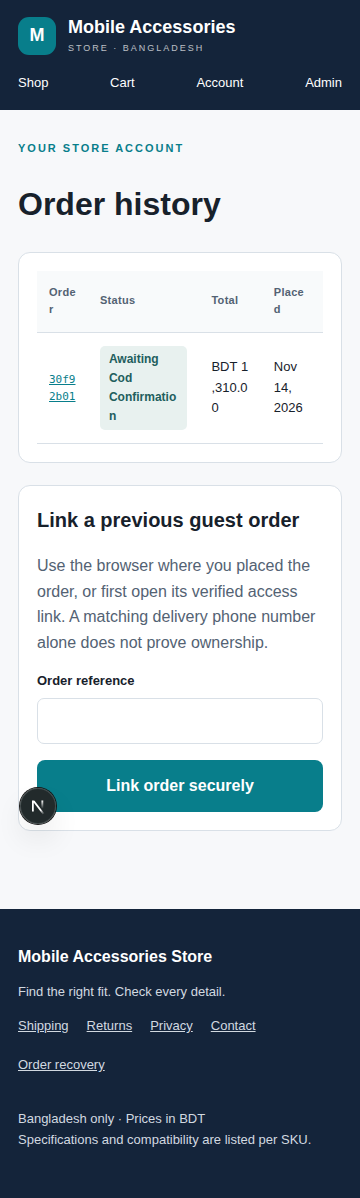 M
Mobile Accessories
STORE · BANGLADESH
Shop Cart Account Admin
YOUR STORE ACCOUNT
Order history
Orde
r
Status
Total
Place
d
30f9
2b01
Awaiting
Cod
Confirmatio
n
BDT 1
,310.0
0
Nov
14,
2026
Link a previous guest order
Use the browser where you placed the
order, or first open its verified access
link. A matching delivery phone number
alone does not prove ownership.
Order reference
Link order securely
N
Mobile Accessories Store
Find the right fit. Check every detail.
Shipping Returns Privacy Contact
Order recovery
Bangladesh only · Prices in BDT
Specifications and compatibility are listed per SKU.